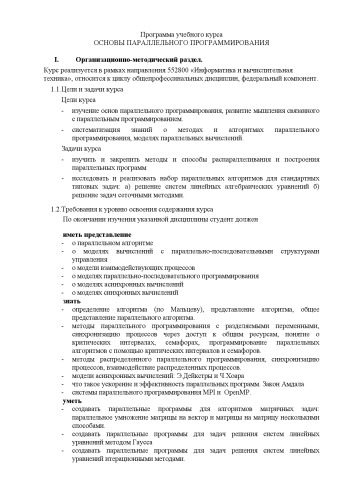 Программа учебного курса
ОСНОВЫ ПАРАЛЛЕЛЬНОГО ПРОГРАММИРОВАНИЯ
I. Организационно-методический раздел.
Курс реализуется в рамках направления 552800 «Информатика и вычислительная
техника», относится к циклу общепрофессиональных дисциплин, федеральный компонент.
1.1.Цели и задачи курса
Цели курса
- изучение основ параллельного программирования, развитие мышления связанного
с параллельным программированием.
- систематизация знаний о методах и алгоритмах параллельного
программирования, моделях параллельных вычислений.
Задачи курса
- изучить и закрепить методы и способы распараллеливания и построения
параллельных программ
- исследовать и реализовать набор параллельных алгоритмов для стандартных
типовых задач: а) решение систем линейных алгебраических уравнений б)
решение задач сеточными методами.
1.2.Требования к уровню освоения содержания курса
По окончании изучения указанной дисциплины студент должен
иметь представление
- о параллельном алгоритме
- о моделях вычислений с параллельно-последовательными структурами
управления
- о модели взаимодействующих процессов
- о моделях параллельно-последовательного программирования
- о моделях асинхронных вычислений
- о моделях синхронных вычислений
знать
- определение алгоритма (по Мальцеву), представление алгоритма, общее
представление параллельного алгоритма.
- методы параллельного программирования с разделяемыми переменными,
синхронизацию процессов через доступ к общим ресурсам, понятие о
критических интервалах, семафорах, программирование параллельных
алгоритмов с помощью критических интервалов и семафоров.
- методы распределенного параллельного программирования, синхронизацию
процессов, взаимодействие распределенных процессов.
- модели асинхронных вычислений: Э.Дейкстры и Ч.Хоара
- что такое ускорение и эффективность параллельных программ. Закон Амдала
- системы параллельного программирования MPI и OpenMP.
уметь
- создавать параллельные программы для алгоритмов матричных задач:
параллельное умножение матрицы на вектор и матрицы на матрицу несколькими
способами.
- создавать параллельные программы для задач решения систем линейных
уравнений методом Гаусса
- создавать параллельные программы для задач решения систем линейных
уравнений итерационными методами.